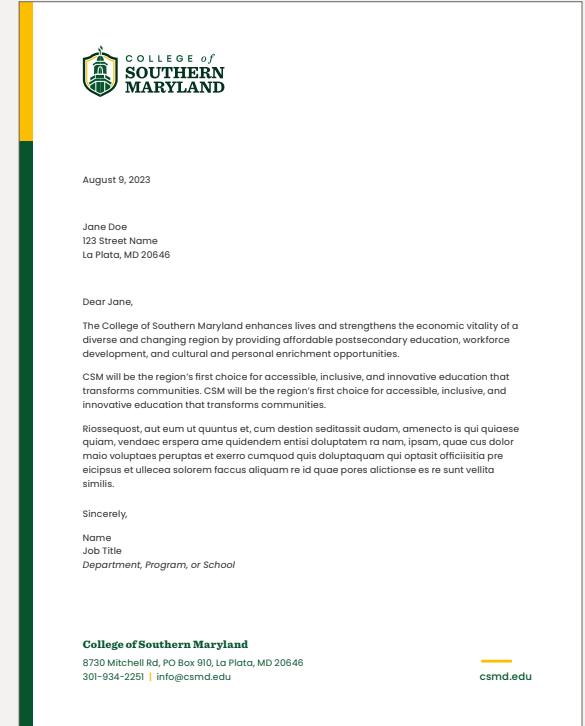 COLLEGE of
SOUTHERN
MARYLAND
August 9, 2023
Jane Doe
123 Street Name
La Plata, MD 20646
Dear Jane,
The College of Southern Maryland enhances lives and strengthens the economic vitality of a
diverse and changing region by providing affordable postsecondary education, workforce
development, and cultural and personal enrichment opportunities.
CSM will be the region's first choice for accessible, inclusive, and innovative education that
transforms communities. CSM will be the region's first choice for accessible, inclusive, and
innovative education that transforms communities.
Riossequost, aut eum ut quuntus et, cum destion seditassit audam, amenecto is qui quiaese
quiam, vendaec erspera ame quidendem entisi doluptatem ra nam, ipsam, quae cus dolor
maio voluptaes peruptas et exerro cumquod quis doluptaquam qui optasit officiisitia pre
eicipsus et ullecea solorem faccus aliquam re id quae pores alictionse es re sunt vellita
similis.
Sincerely,
Name
Job Title
Department, Program, or School
College of Southern Maryland
8730 Mitchell Rd, PO Box 910, La Plata, MD 20646
301-934-2251 | info@csmd.edu
csmd.edu